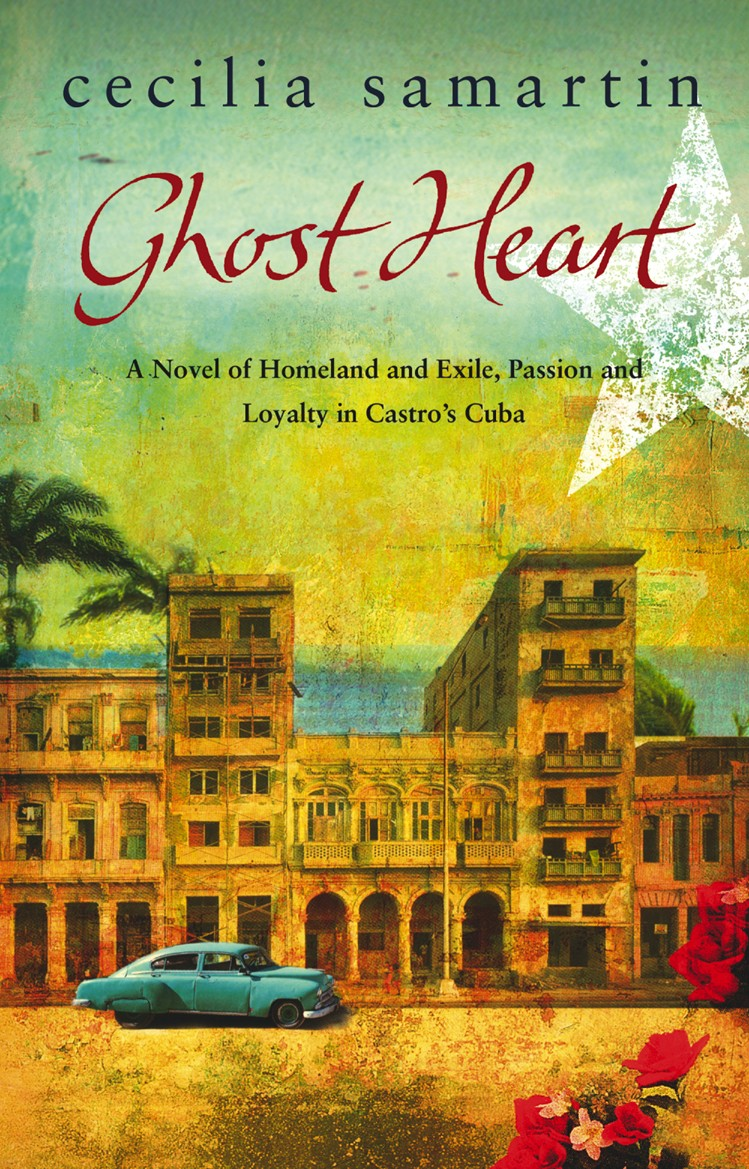 cecilia samartin
Ghost Heart
A Novel of Homeland and Exile, Passion and
Loyalty in Castro's Cuba